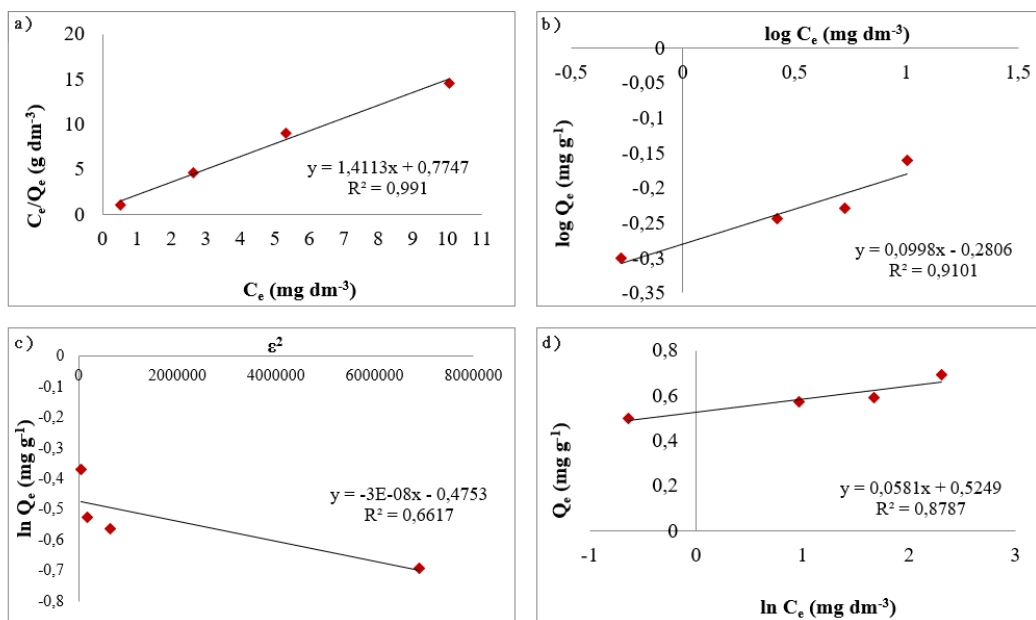 a)
20
15
10
5
0
0 1 2 3 4 5 6 7 8 9 10 11
Cₑ/Qₑ (g dm⁻³)
y = 1,4113x + 0,7747
R² = 0,991
Cₑ (mg dm⁻³)
b)
log Cₑ (mg dm⁻³)
-0,5 0 0,5 1 1,5
0
-0,05
-0,1
-0,15
-0,2
-0,25
-0,3
-0,35
log Qₑ (mg g⁻¹)
y = 0,0998x - 0,2806
R² = 0,9101
c)
ε²
0 2000000 4000000 6000000 8000000
0
-0,1
-0,2
-0,3
-0,4
-0,5
-0,6
-0,7
-0,8
ln Qₑ (mg g⁻¹)
y = -3E-08x - 0,4753
R² = 0,6617
d)
0,8
0,6
0,4
0,2
0
-1 0 1 2 3
Qₑ (mg g⁻¹)
y = 0,0581x + 0,5249
R² = 0,8787
ln Cₑ (mg dm⁻³)